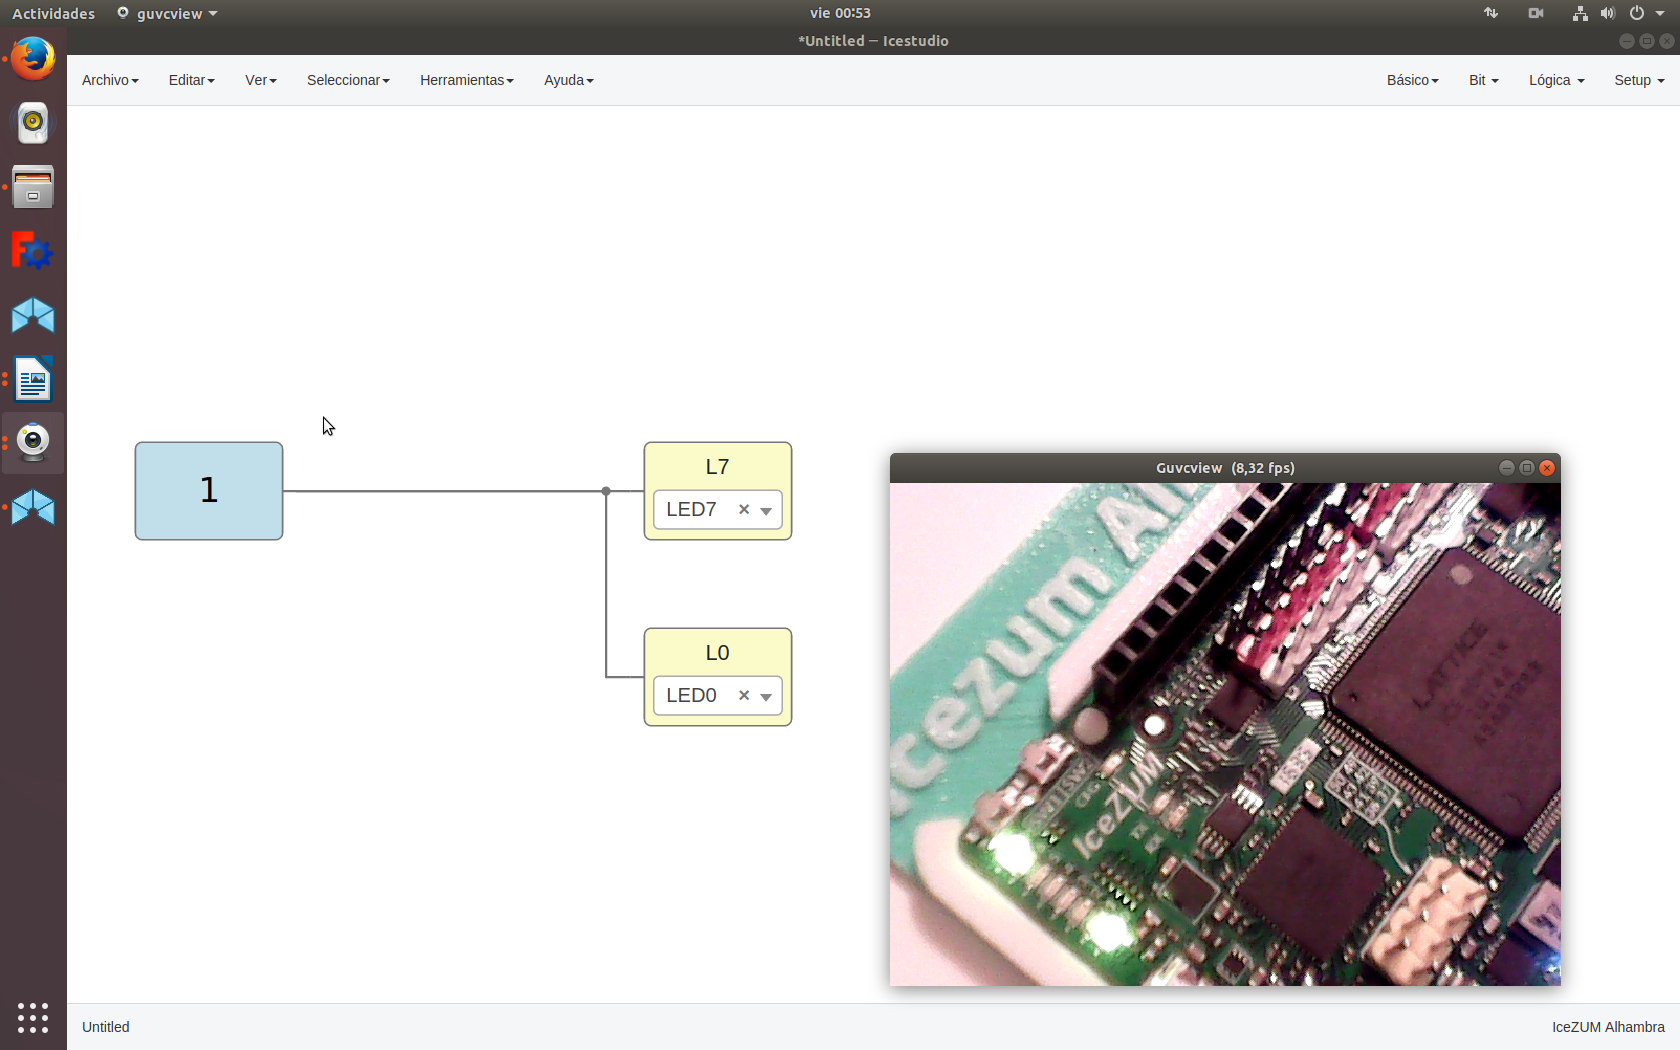 Actividades
guvcview
vie 00:53
*Untitled — Icestudio
Archivo
Editar
Ver
Seleccionar
Herramientas
Ayuda
Básico
Bit
Lógica
Setup
1
L7
LED7
L0
LED0
Guvcview (8,32 fps)
Icezum Al
IceZUM
LATTICE
Untitled
IceZUM Alhambra